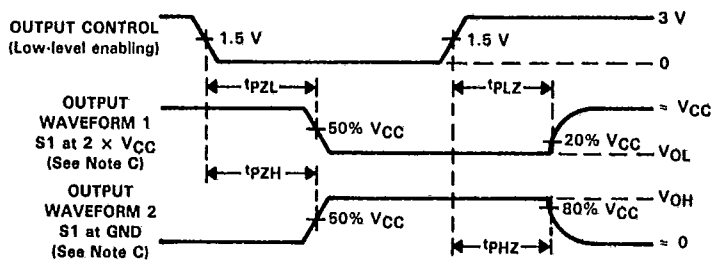 OUTPUT CONTROL
(Low-level enabling)
1.5 V
1.5 V
3 V
0
tPZL
tPLZ
OUTPUT
WAVEFORM 1
S1 at 2 × VCC
(See Note C)
50% VCC
20% VCC
≈ VCC
VOL
tPZH
OUTPUT
WAVEFORM 2
S1 at GND
(See Note C)
50% VCC
80% VCC
VOH
≈ 0
tPHZ